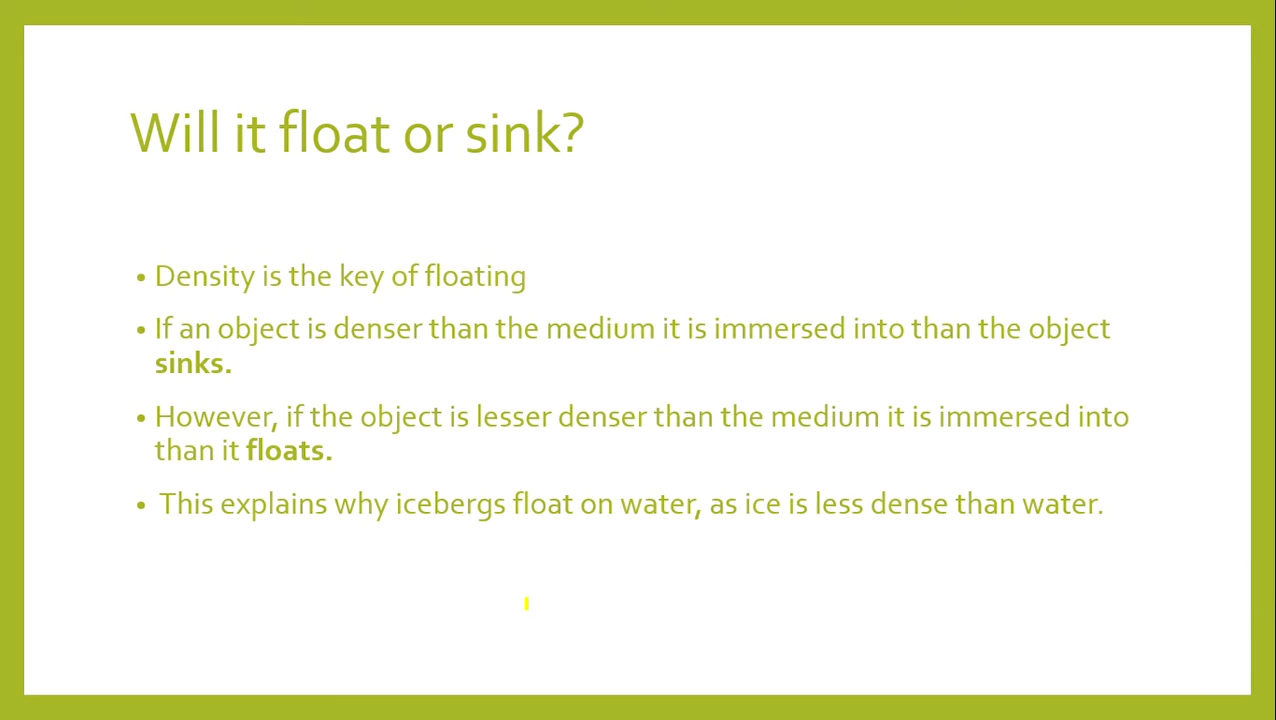 Will it float or sink?
• Density is the key of floating
• If an object is denser than the medium it is immersed into than the object
sinks.
• However, if the object is lesser denser than the medium it is immersed into
than it floats.
• This explains why icebergs float on water, as ice is less dense than water.